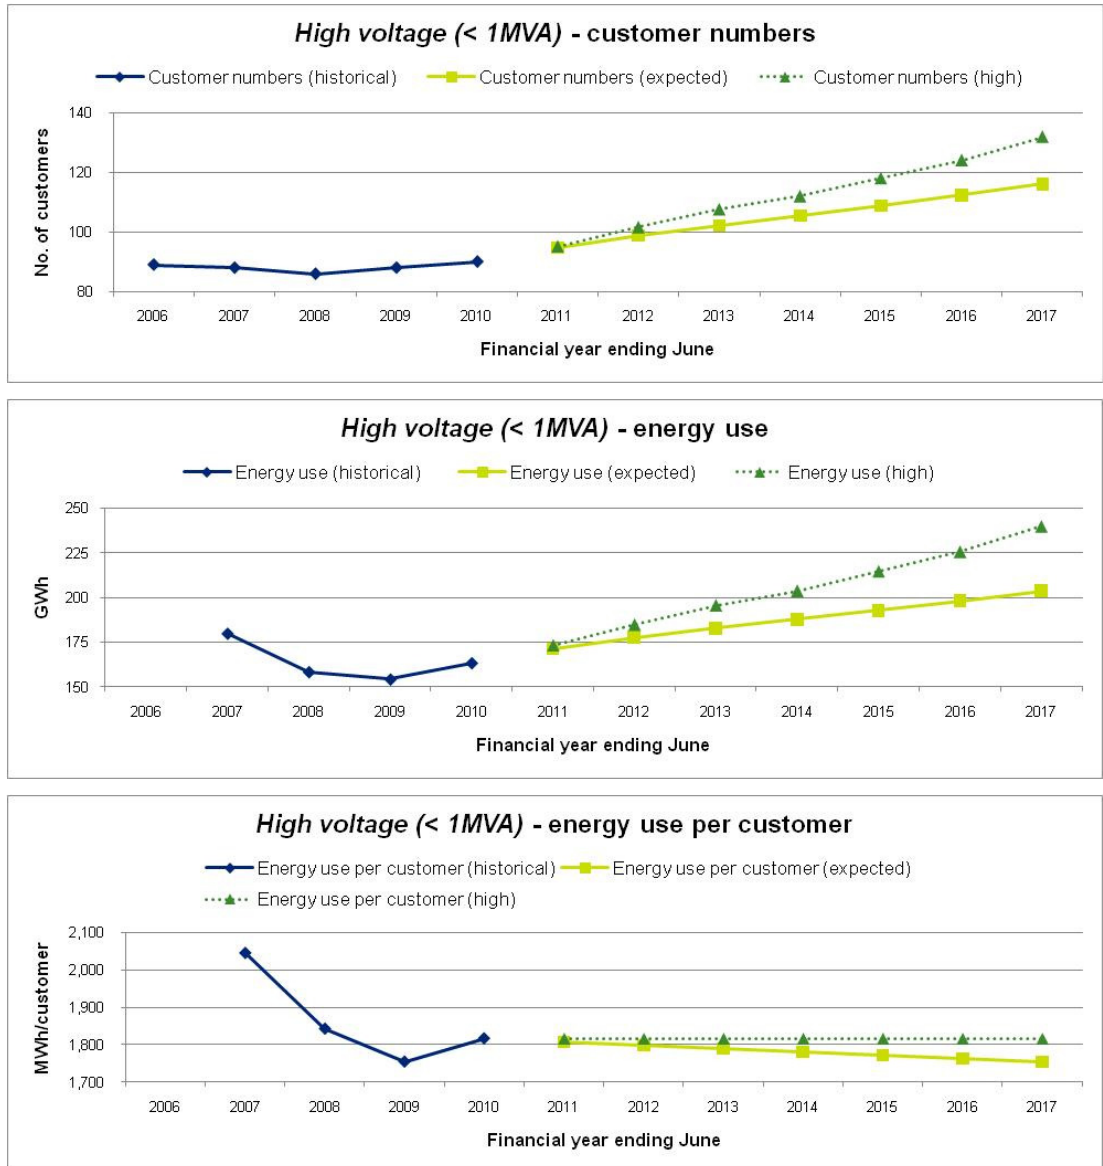 High voltage (< 1MVA) - customer numbers
Customer numbers (historical) Customer numbers (expected) Customer numbers (high)
140
120
100
80
No. of customers
2006 2007 2008 2009 2010 2011 2012 2013 2014 2015 2016 2017
Financial year ending June
High voltage (< 1MVA) - energy use
Energy use (historical) Energy use (expected) Energy use (high)
250
225
200
175
150
GWh
2006 2007 2008 2009 2010 2011 2012 2013 2014 2015 2016 2017
Financial year ending June
High voltage (< 1MVA) - energy use per customer
Energy use per customer (historical) Energy use per customer (expected)
Energy use per customer (high)
2,100
2,000
1,900
1,800
1,700
MWh/customer
2006 2007 2008 2009 2010 2011 2012 2013 2014 2015 2016 2017
Financial year ending June